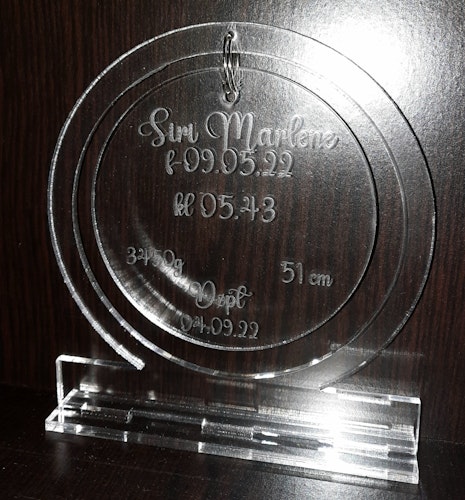 Siri Marlene
f-09.05.22
kl 05.43
3450g
51 cm
Døpt
04.09.22